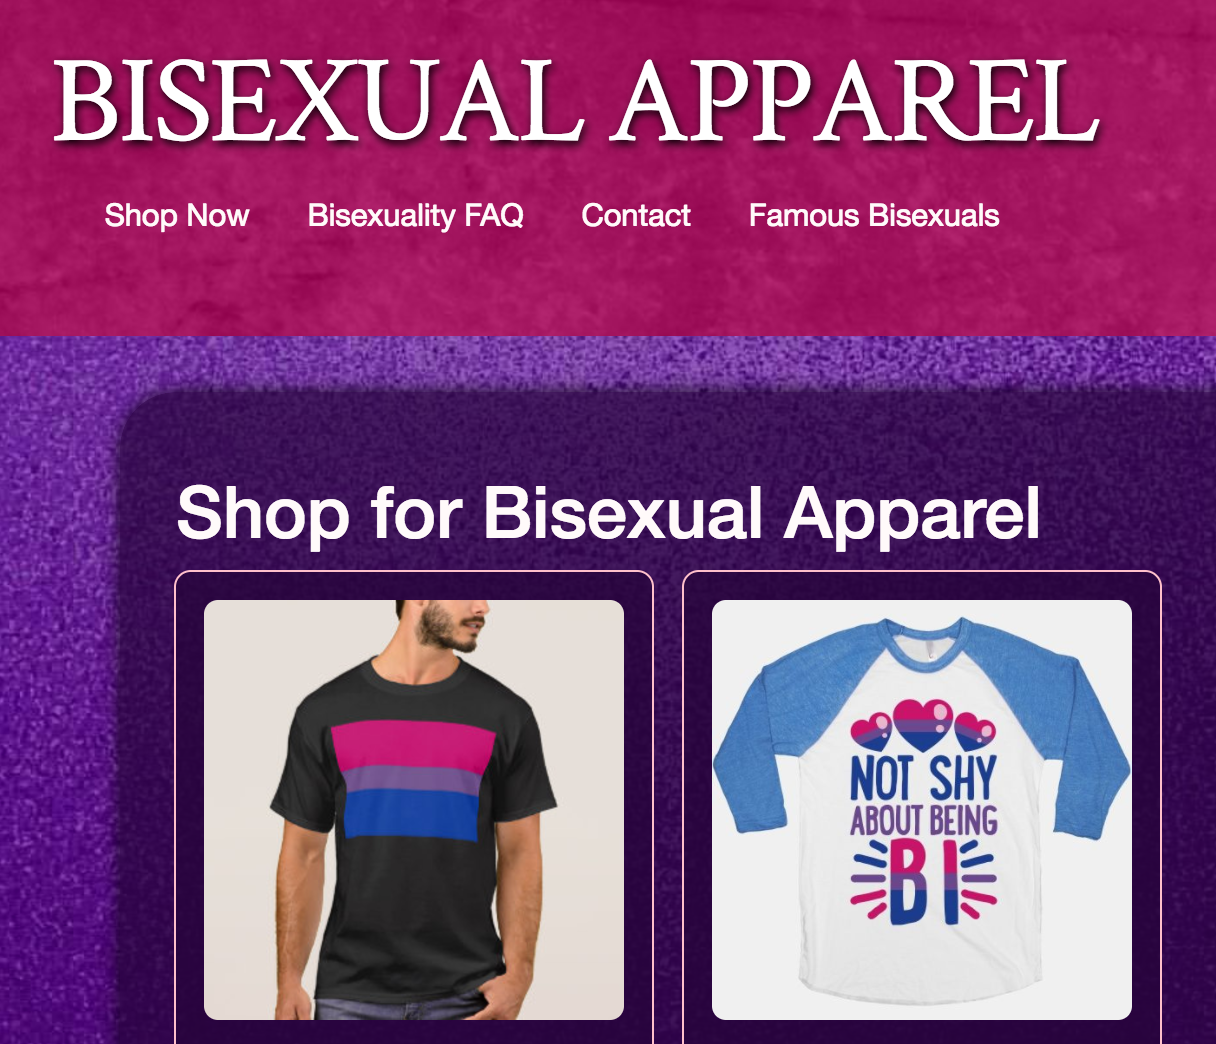 BISEXUAL APPAREL
Shop Now Bisexuality FAQ Contact Famous Bisexuals
Shop for Bisexual Apparel
NOT SHY
ABOUT BEING
BI